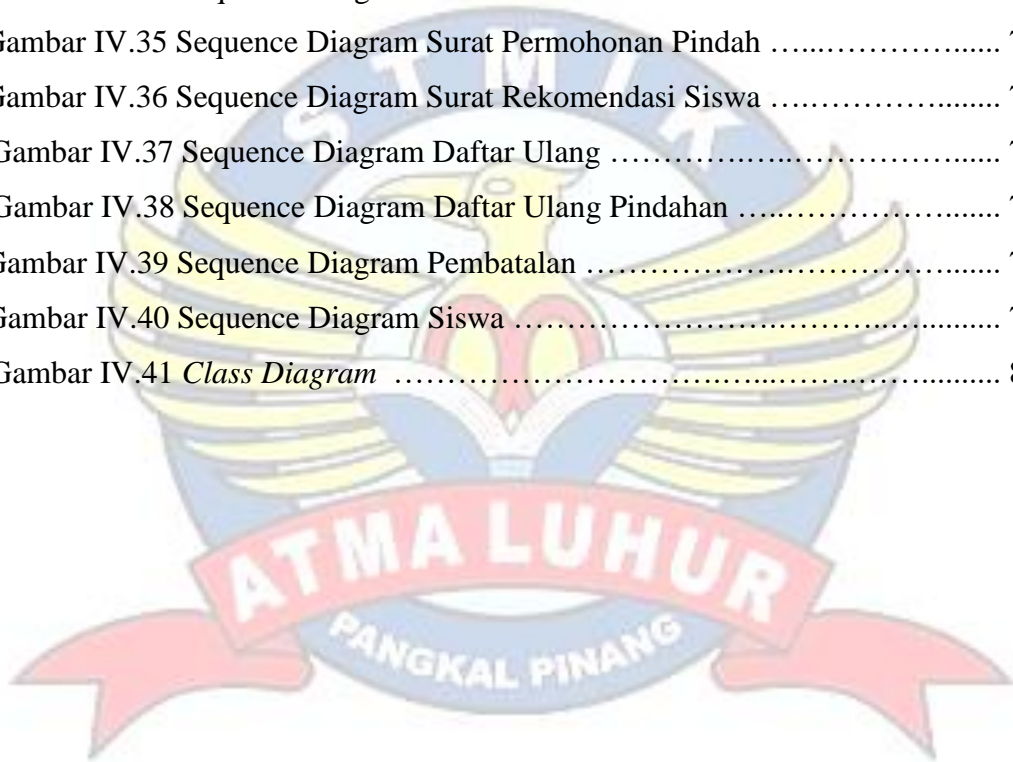 Gambar IV.35 Sequence Diagram Surat Permohonan Pindah …...…………......
Gambar IV.36 Sequence Diagram Surat Rekomendasi Siswa ….…………........
Gambar IV.37 Sequence Diagram Daftar Ulang ………….…...……………......
Gambar IV.38 Sequence Diagram Daftar Ulang Pindahan …..…………….......
Gambar IV.39 Sequence Diagram Pembatalan ……………….………….......
Gambar IV.40 Sequence Diagram Siswa …………………….………..…..........
Gambar IV.41 Class Diagram ………………………….…...……..……..........
STMIK
ATMA LUHUR
PANGKAL PINANG